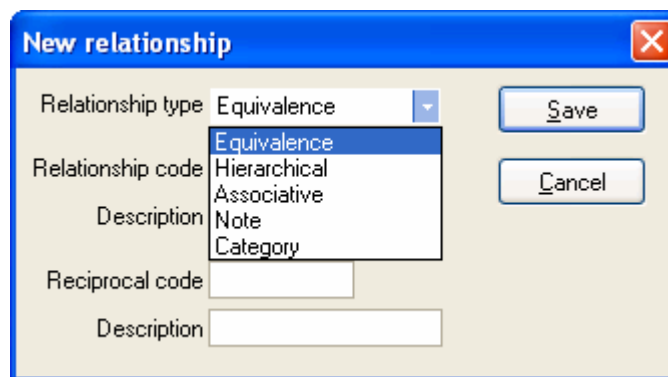 New relationship
Relationship type Equivalence Save
Equivalence
Relationship code Hierarchical Cancel
Associative
Description Note
Category
Reciprocal code
Description